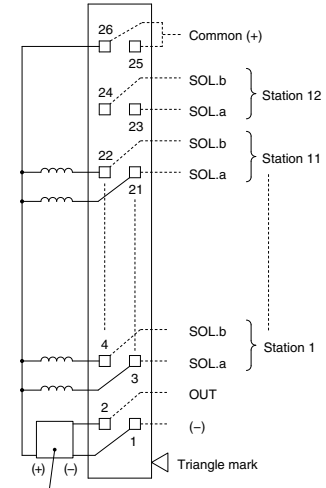 26
Common (+)
25
SOL.b
24
Station 12
SOL.a
23
SOL.b
22
Station 11
SOL.a
21
SOL.b
4
Station 1
SOL.a
3
OUT
2
(−)
1
(+) (−)
Triangle mark